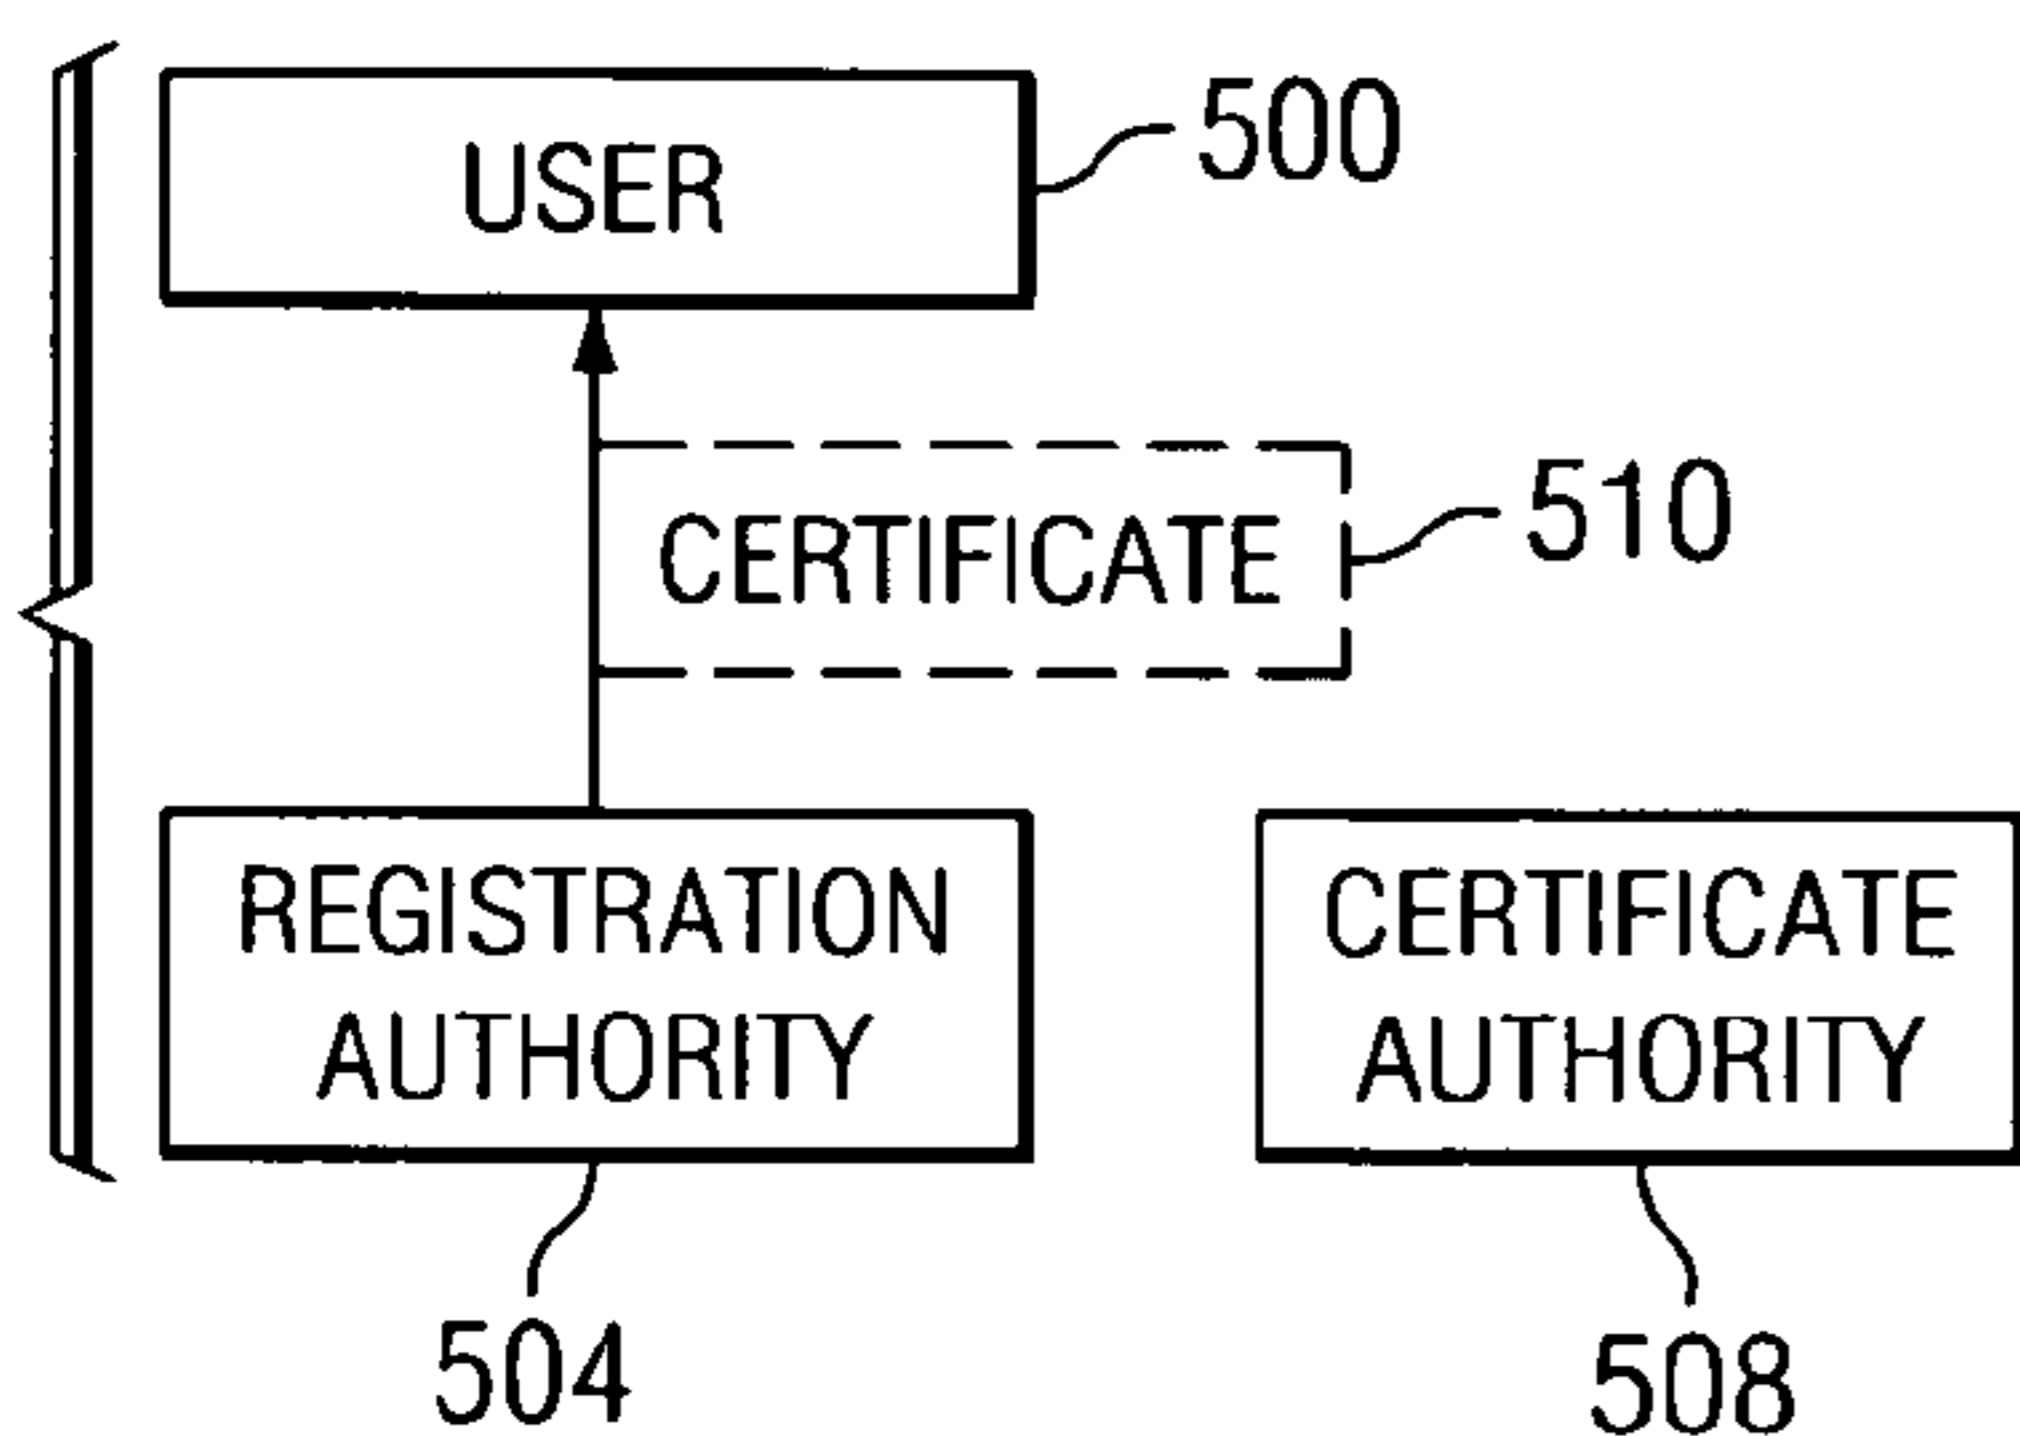 USER
500
CERTIFICATE
510
REGISTRATION
AUTHORITY
CERTIFICATE
AUTHORITY
504
508